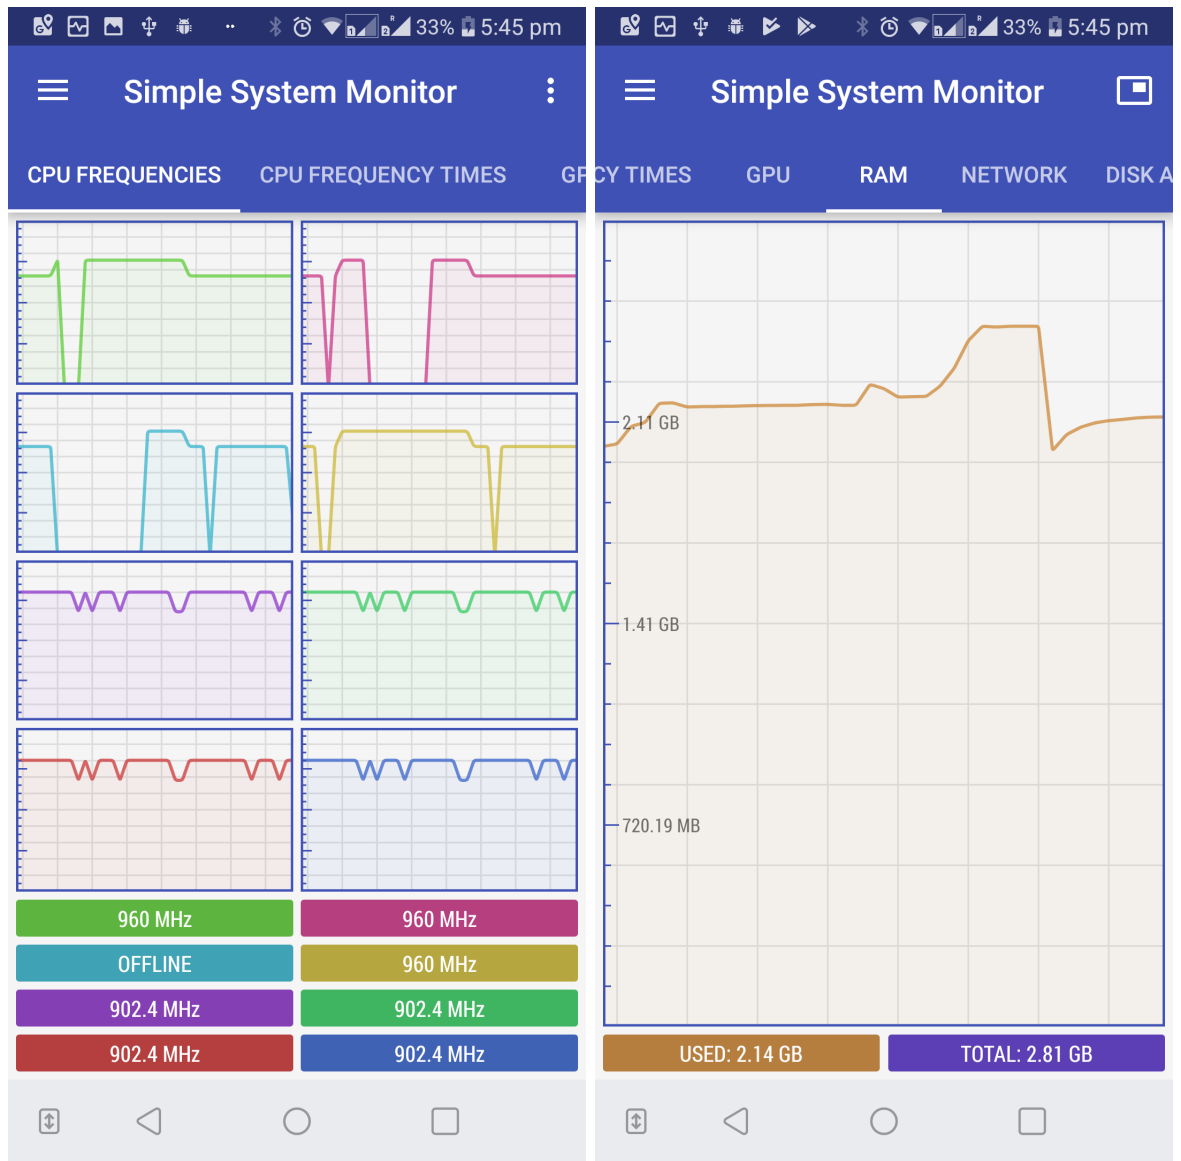 33% 5:45 pm
Simple System Monitor
CPU FREQUENCIES CPU FREQUENCY TIMES GP
960 MHz 960 MHz
OFFLINE 960 MHz
902.4 MHz 902.4 MHz
902.4 MHz 902.4 MHz
33% 5:45 pm
Simple System Monitor
CY TIMES GPU RAM NETWORK DISK A
2.11 GB
1.41 GB
720.19 MB
USED: 2.14 GB TOTAL: 2.81 GB